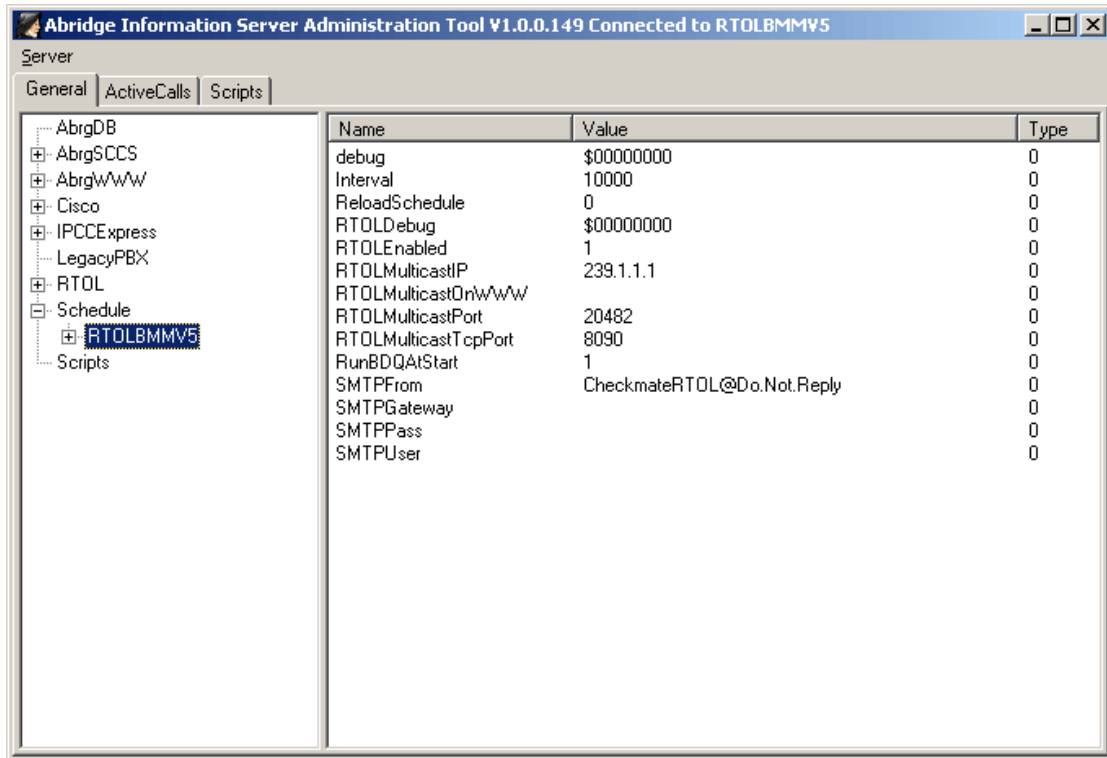 Abridge Information Server Administration Tool V1.0.0.149 Connected to RTOLBMMV5
Server
General ActiveCalls Scripts
AbrgDB
AbrgSCCS
AbrgWWW
Cisco
IPCCExpress
LegacyPBX
RTOL
Schedule
RTOLBMMV5
Scripts
Name Value Type
debug $00000000 0
Interval 10000 0
ReloadSchedule 0 0
RTOLDebug $00000000 0
RTOLEnabled 1 0
RTOLMulticastIP 239.1.1.1 0
RTOLMulticastOnWWW 0
RTOLMulticastPort 20482 0
RTOLMulticastTcpPort 8090 0
RunBDQAtStart 1 0
SMTPFrom CheckmateRTOL@Do.Not.Reply 0
SMTPGateway 0
SMTPPass 0
SMTPUser 0